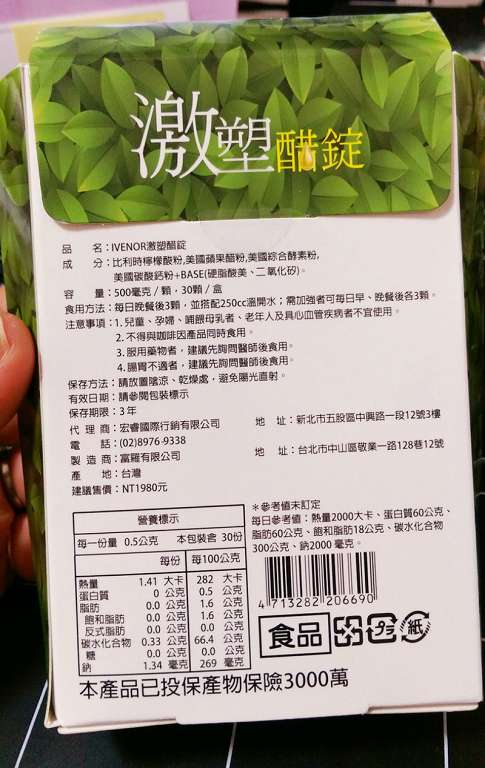 激塑醋錠
品 名：IVENOR激塑醋錠
成 分：比利時檸檬酸粉,美國蘋果醋粉,美國綜合酵素粉,
美國碳酸鈣粉+BASE(硬脂酸美、二氧化矽)。
容 量：500毫克／顆，30顆／盒
食用方法：每日晚餐後3顆，並搭配250cc溫開水；需加強者可每日早、晚餐後各3顆。
注意事項：1.兒童、孕婦、哺餵母乳者、老年人及具心血管疾病者不宜使用。
2.不得與咖啡因產品同時食用。
3.服用藥物者，建議先詢問醫師後食用。
4.腸胃不適者，建議先詢問醫師後食用。
保存方法：請放置陰涼、乾燥處，避免陽光直射。
有效日期：請參閱包裝標示
保存期限：3年
代 理 商：宏睿國際行銷有限公司 地 址：新北市五股區中興路一段12號3樓
電 話：(02)8976-9338
製 造 商：富羅有限公司 地 址：台北市中山區敬業一路128巷12號
產 地：台灣
建議售價：NT1980元
營養標示
每一份量 0.5公克 本包裝含 30份
每份 每100公克
熱量 1.41 大卡 282 大卡
蛋白質 0 公克 0.5 公克
脂肪 0.0 公克 1.6 公克
飽和脂肪 0.0 公克 1.6 公克
反式脂肪 0.0 公克 0.0 公克
碳水化合物 0.33 公克 66.4 公克
糖 0.0 公克 0.0 公克
鈉 1.34 毫克 269 毫克
＊參考值未訂定
每日參考值：熱量2000大卡、蛋白質60公克、
脂肪60公克、飽和脂肪18公克、碳水化合物
300公克、鈉2000 毫克。
4 713282 206690
食品 紙
本產品已投保產物保險3000萬